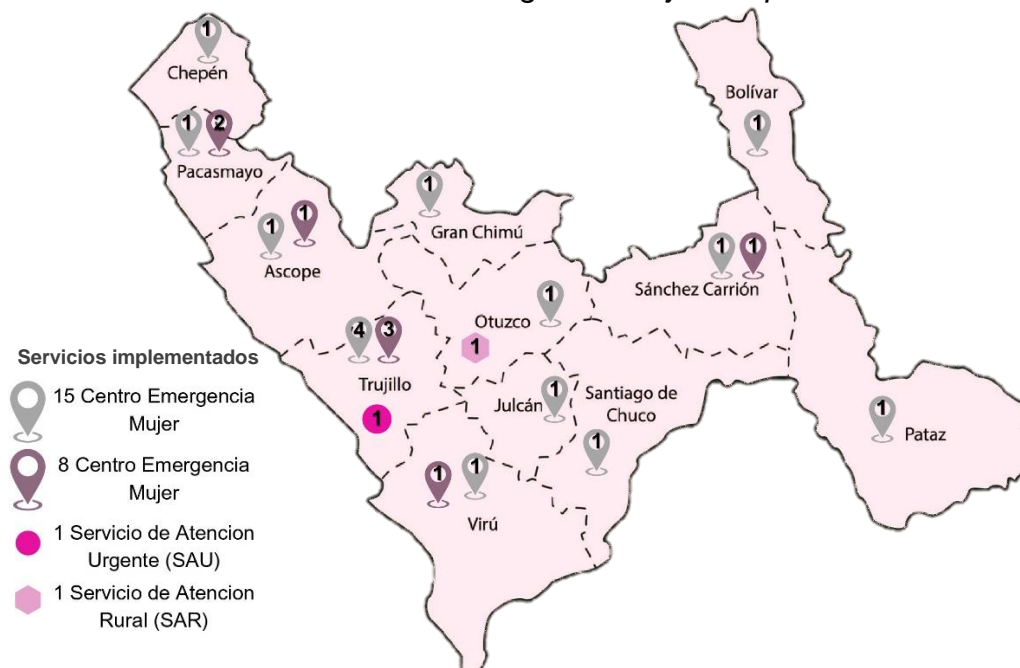 1
Chepén
1
2
Pacasmayo
Bolívar
1
1
Gran Chimú
1
1
Ascope
1
1
Sánchez Carrión
1
Otuzco
1
4
3
Trujillo
1
1
Julcán
Santiago de
Chuco
1
1
Pataz
1
1
Virú
Servicios implementados
15 Centro Emergencia
Mujer
8 Centro Emergencia
Mujer
1 Servicio de Atencion
Urgente (SAU)
1 Servicio de Atencion
Rural (SAR)